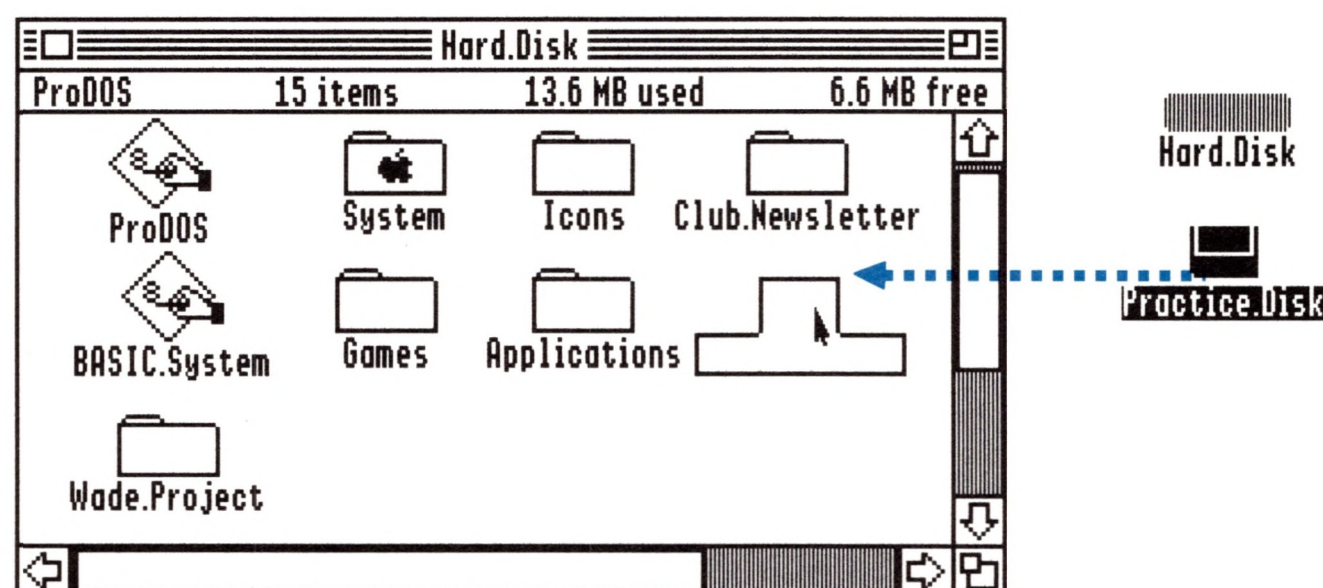 Hard.Disk
ProDOS 15 items 13.6 MB used 6.6 MB free
Hard.Disk
ProDOS System Icons Club.Newsletter
Practice.Disk
BASIC.System Games Applications
Wade.Project